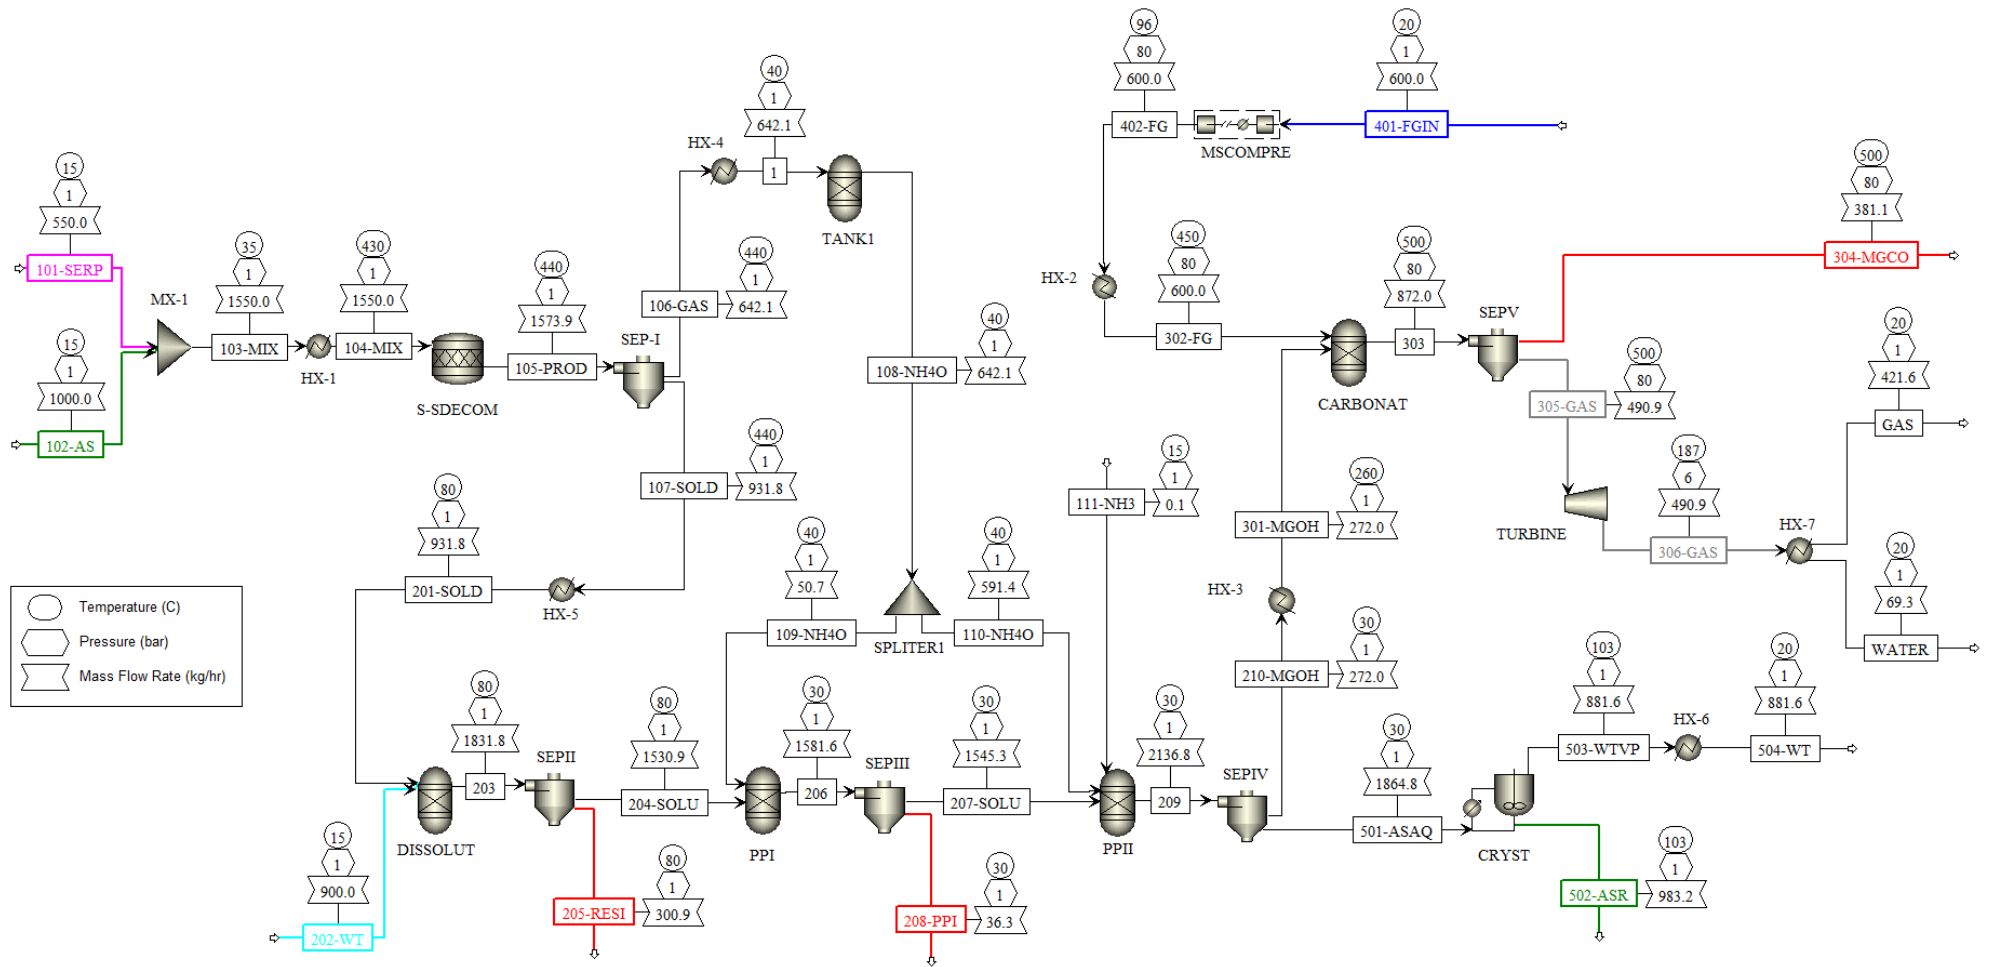 96
80
600.0
402-FG
20
1
600.0
401-FGIN
MSCOMPRE
40
1
642.1
HX-4
1
TANK1
500
80
381.1
304-MGCO
15
1
550.0
101-SERP
MX-1
35
1
1550.0
103-MIX
HX-1
430
1
1550.0
104-MIX
S-SDECOM
440
1
1573.9
105-PROD
SEP-I
440
1
642.1
106-GAS
15
1
1000.0
102-AS
HX-2
450
80
600.0
302-FG
500
80
872.0
303
CARBONAT
SEPV
40
1
642.1
108-NH4O
20
1
421.6
GAS
500
80
490.9
305-GAS
440
1
931.8
107-SOLD
15
1
0.1
111-NH3
260
1
272.0
301-MGOH
187
6
490.9
306-GAS
TURBINE
HX-7
80
1
931.8
201-SOLD
HX-5
40
1
50.7
109-NH4O
40
1
591.4
110-NH4O
SPLITER1
HX-3
20
1
69.3
WATER
Temperature (C)
Pressure (bar)
Mass Flow Rate (kg/hr)
30
1
272.0
210-MGOH
80
1
1831.8
203
DISSOLUT
SEPII
80
1
1530.9
204-SOLU
30
1
1581.6
206
PPI
SEPIII
30
1
1545.3
207-SOLU
30
1
2136.8
209
PPII
SEPIV
30
1
1864.8
501-ASAQ
CRYST
103
1
881.6
503-WTVP
HX-6
20
1
881.6
504-WT
15
1
900.0
202-WT
80
1
300.9
205-RESI
30
1
36.3
208-PPI
103
1
983.2
502-ASR